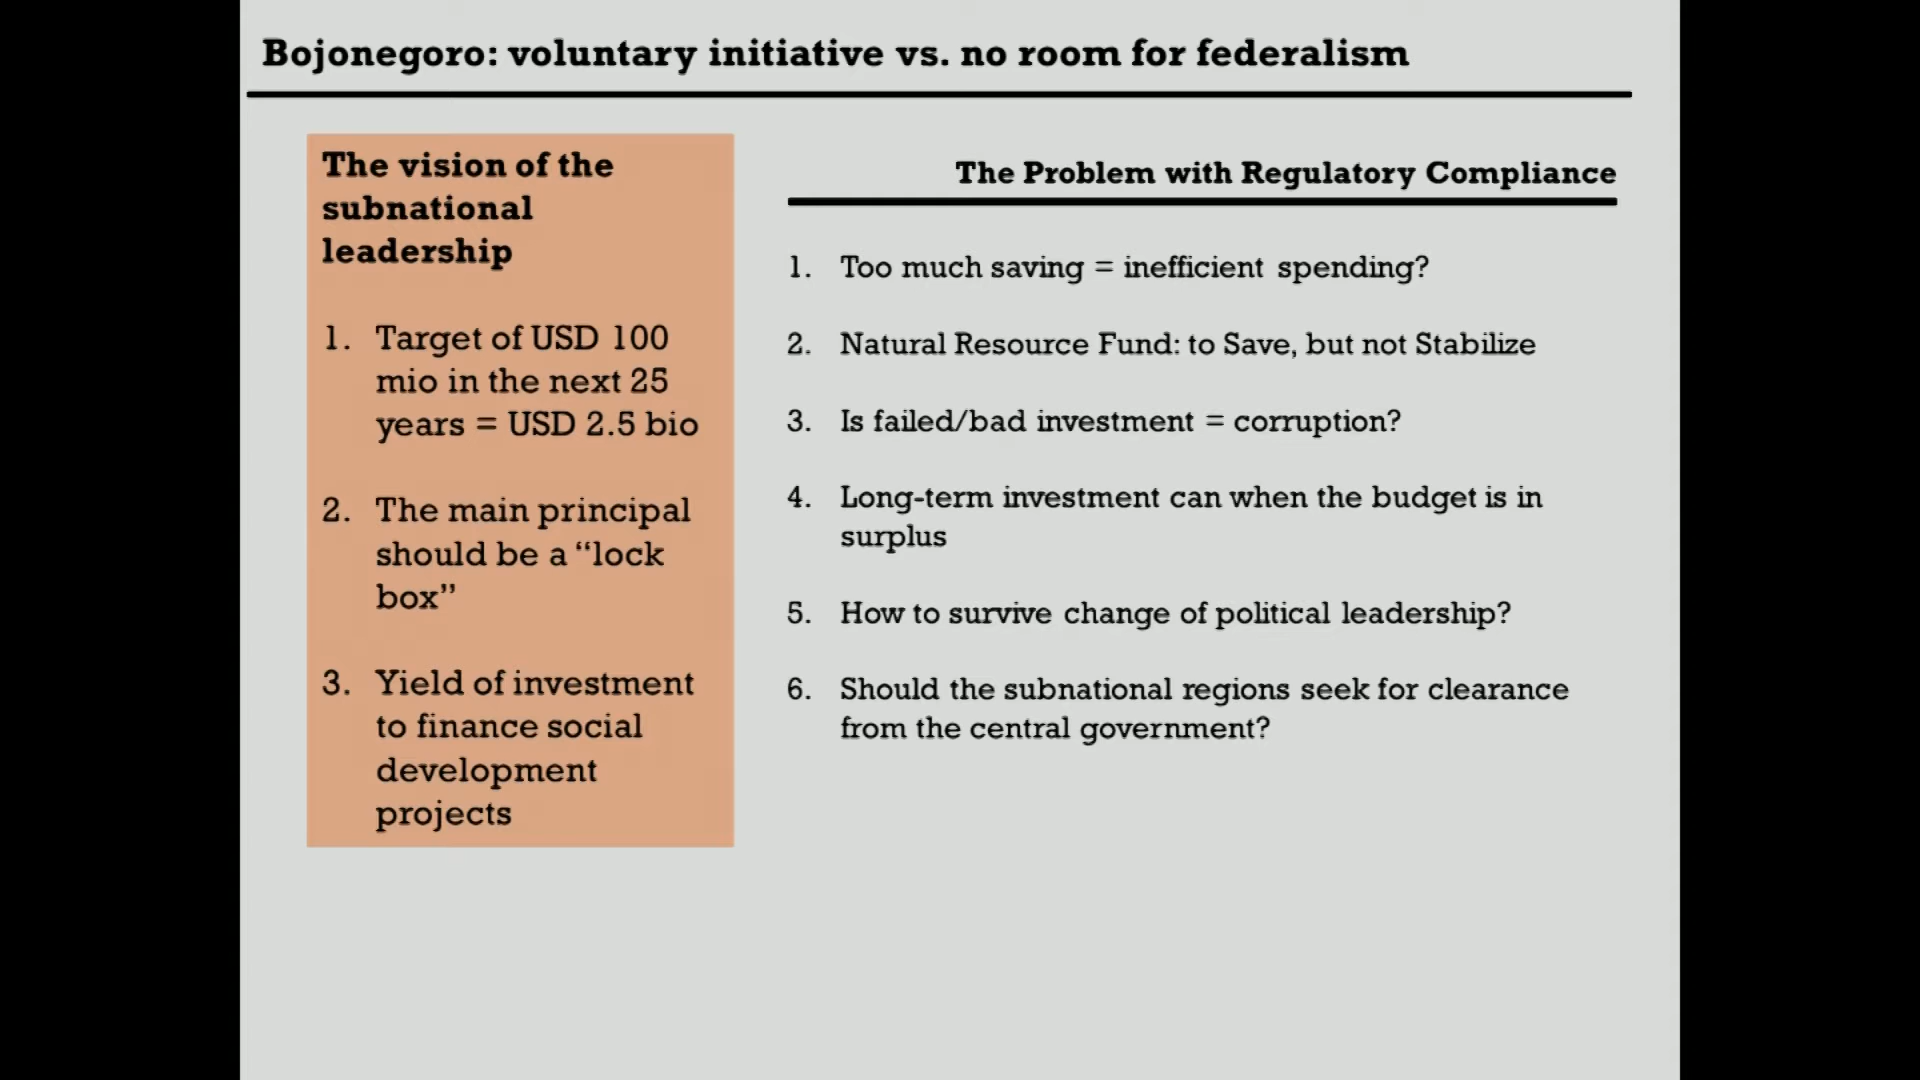 Bojonegoro: voluntary initiative vs. no room for federalism
The vision of the
subnational
leadership
1. Target of USD 100
mio in the next 25
years = USD 2.5 bio
2. The main principal
should be a “lock
box”
3. Yield of investment
to finance social
development
projects
The Problem with Regulatory Compliance
1. Too much saving = inefficient spending?
2. Natural Resource Fund: to Save, but not Stabilize
3. Is failed/bad investment = corruption?
4. Long-term investment can when the budget is in
surplus
5. How to survive change of political leadership?
6. Should the subnational regions seek for clearance
from the central government?